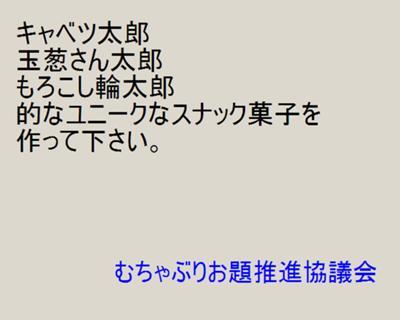 キャベツ太郎
玉葱さん太郎
もろこし輪太郎
的なユニークなスナック菓子を
作って下さい。
むちゃぶりお題推進協議会